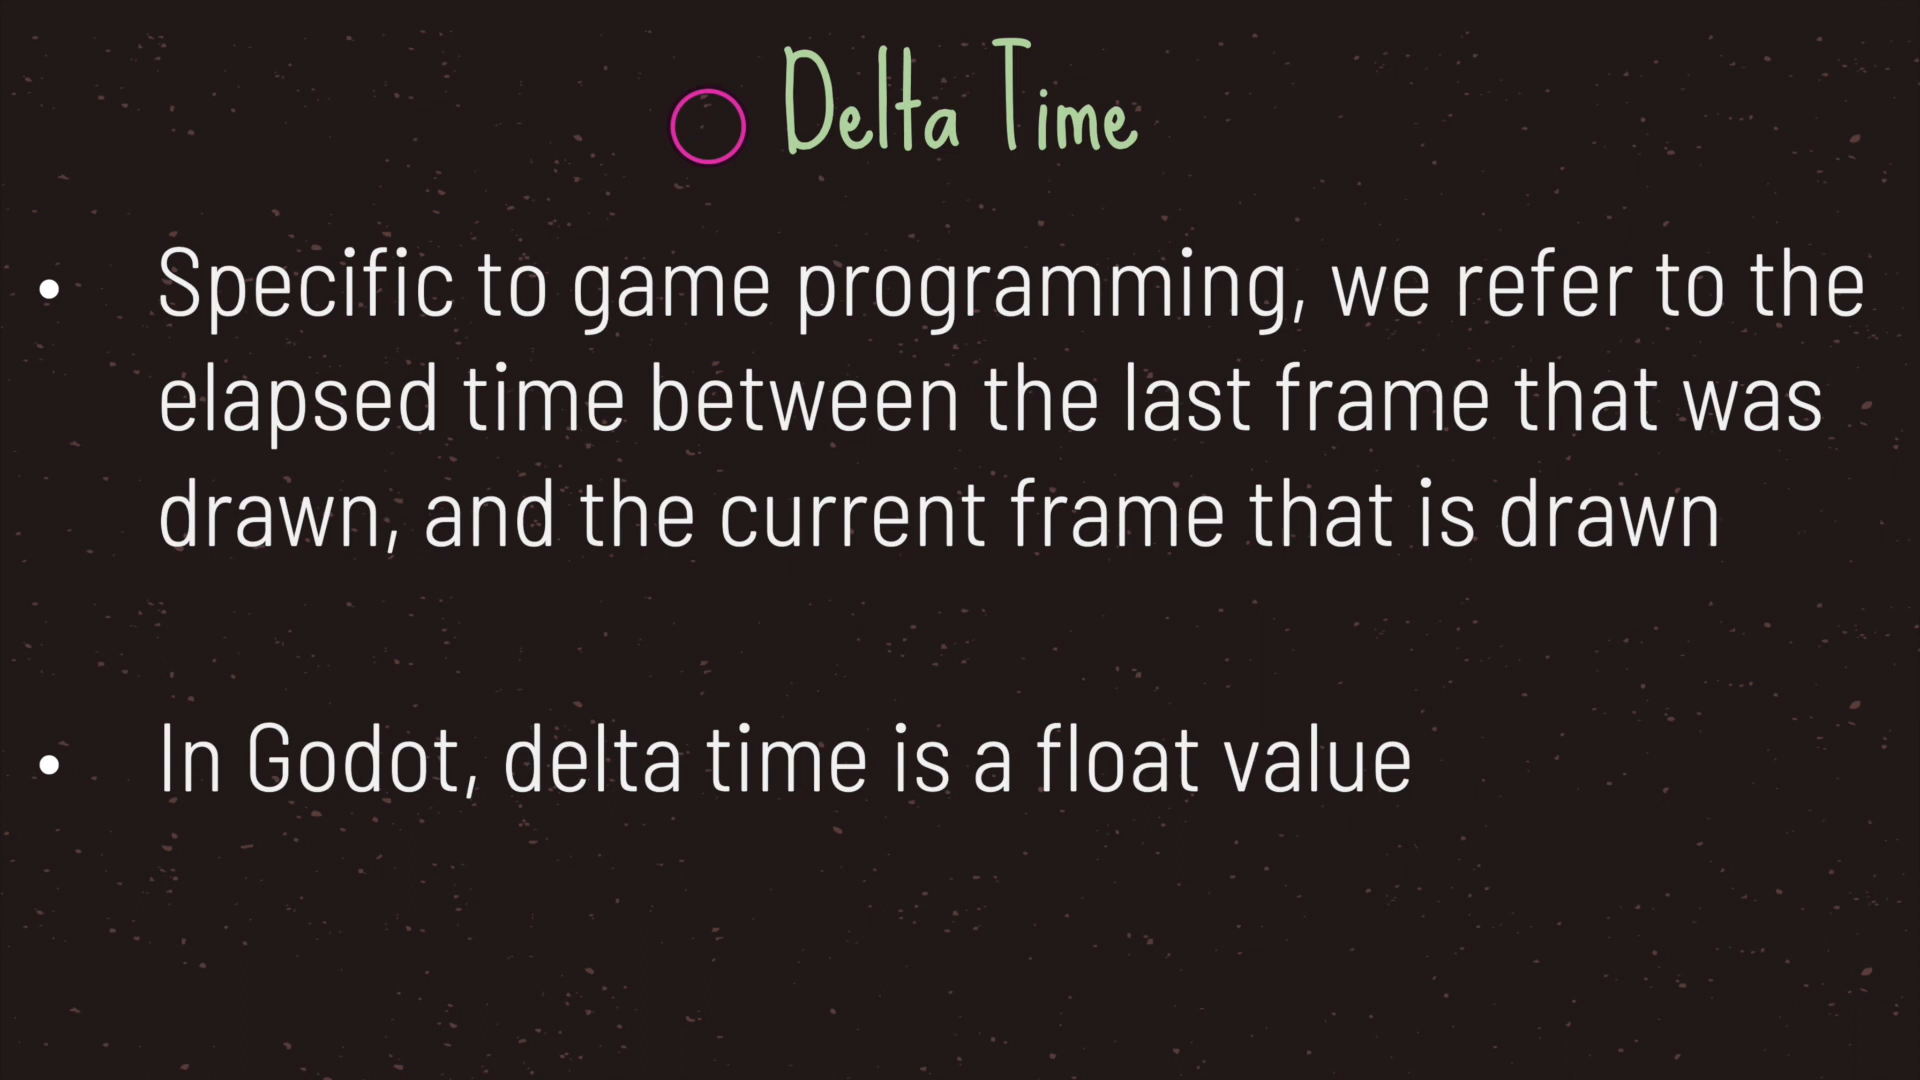 Delta Time
• Specific to game programming, we refer to the
elapsed time between the last frame that was
drawn, and the current frame that is drawn
• In Godot, delta time is a float value